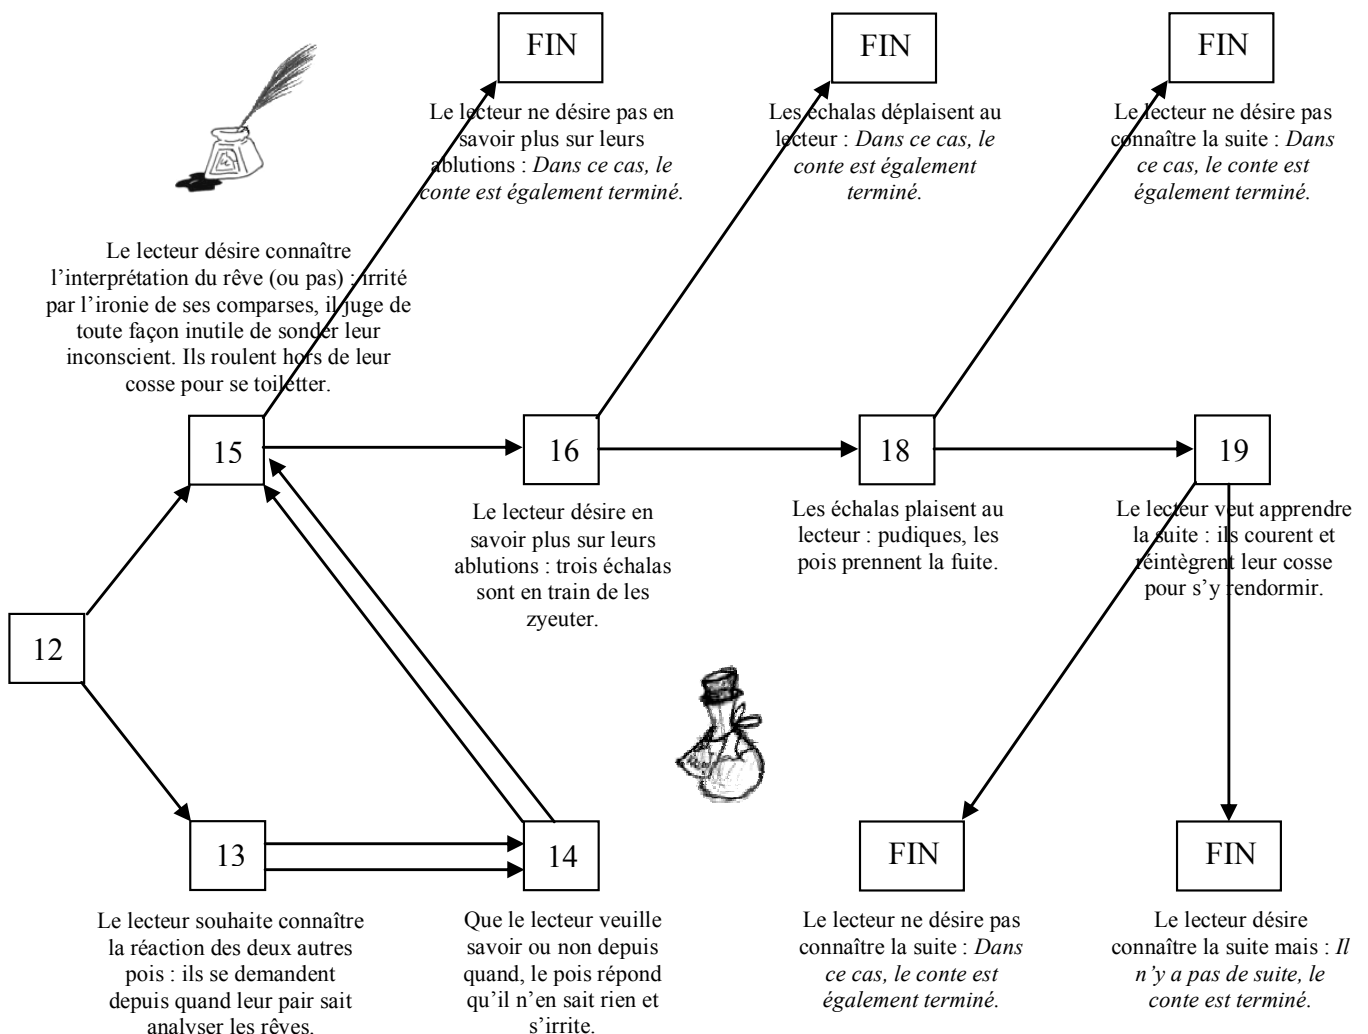 FIN
Le lecteur ne désire pas en
savoir plus sur leurs
ablutions : Dans ce cas, le
conte est également terminé.
FIN
Les échalas déplaisent au
lecteur : Dans ce cas, le
conte est également
terminé.
FIN
Le lecteur ne désire pas
connaître la suite : Dans
ce cas, le conte est
également terminé.
Le lecteur désire connaître
l’interprétation du rêve (ou pas) : irrité
par l’ironie de ses comparses, il juge de
toute façon inutile de sonder leur
inconscient. Ils roulent hors de leur
cosse pour se toiletter.
15
16
Le lecteur désire en
savoir plus sur leurs
ablutions : trois échalas
sont en train de les
zyeuter.
18
Les échalas plaisent au
lecteur : pudiques, les
pois prennent la fuite.
19
Le lecteur veut apprendre
la suite : ils courent et
réintègrent leur cosse
pour s’y rendormir.
12
13
Le lecteur souhaite connaître
la réaction des deux autres
pois : ils se demandent
depuis quand leur pair sait
analyser les rêves.
14
Que le lecteur veuille
savoir ou non depuis
quand, le pois répond
qu’il n’en sait rien et
s’irrite.
FIN
Le lecteur ne désire pas
connaître la suite : Dans
ce cas, le conte est
également terminé.
FIN
Le lecteur désire
connaître la suite mais : Il
n’y a pas de suite, le
conte est terminé.